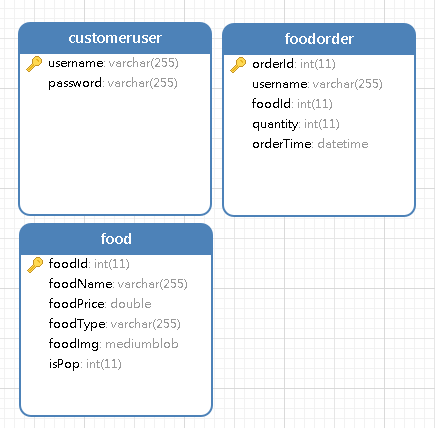 customeruser
username: varchar(255)
password: varchar(255)
foodorder
orderId: int(11)
username: varchar(255)
foodId: int(11)
quantity: int(11)
orderTime: datetime
food
foodId: int(11)
foodName: varchar(255)
foodPrice: double
foodType: varchar(255)
foodImg: mediumblob
isPop: int(11)